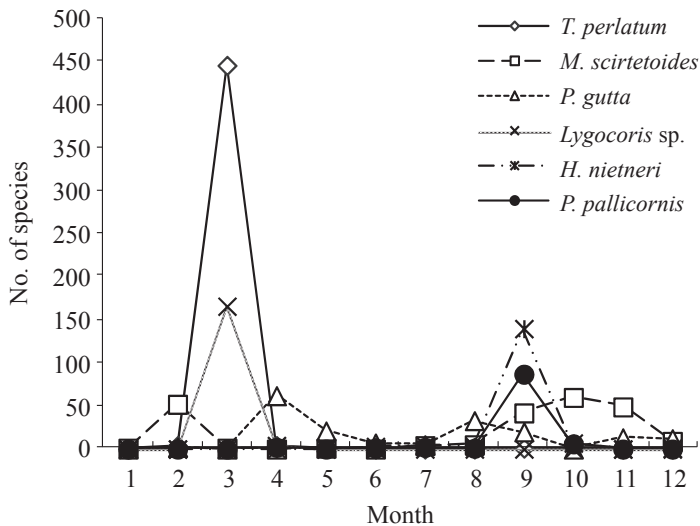 500
450
400
350
300
250
200
150
100
50
0
No. of species
T. perlatum
M. scirtetoides
P. gutta
Lygocoris sp.
H. nietneri
P. pallicornis
1 2 3 4 5 6 7 8 9 10 11 12
Month